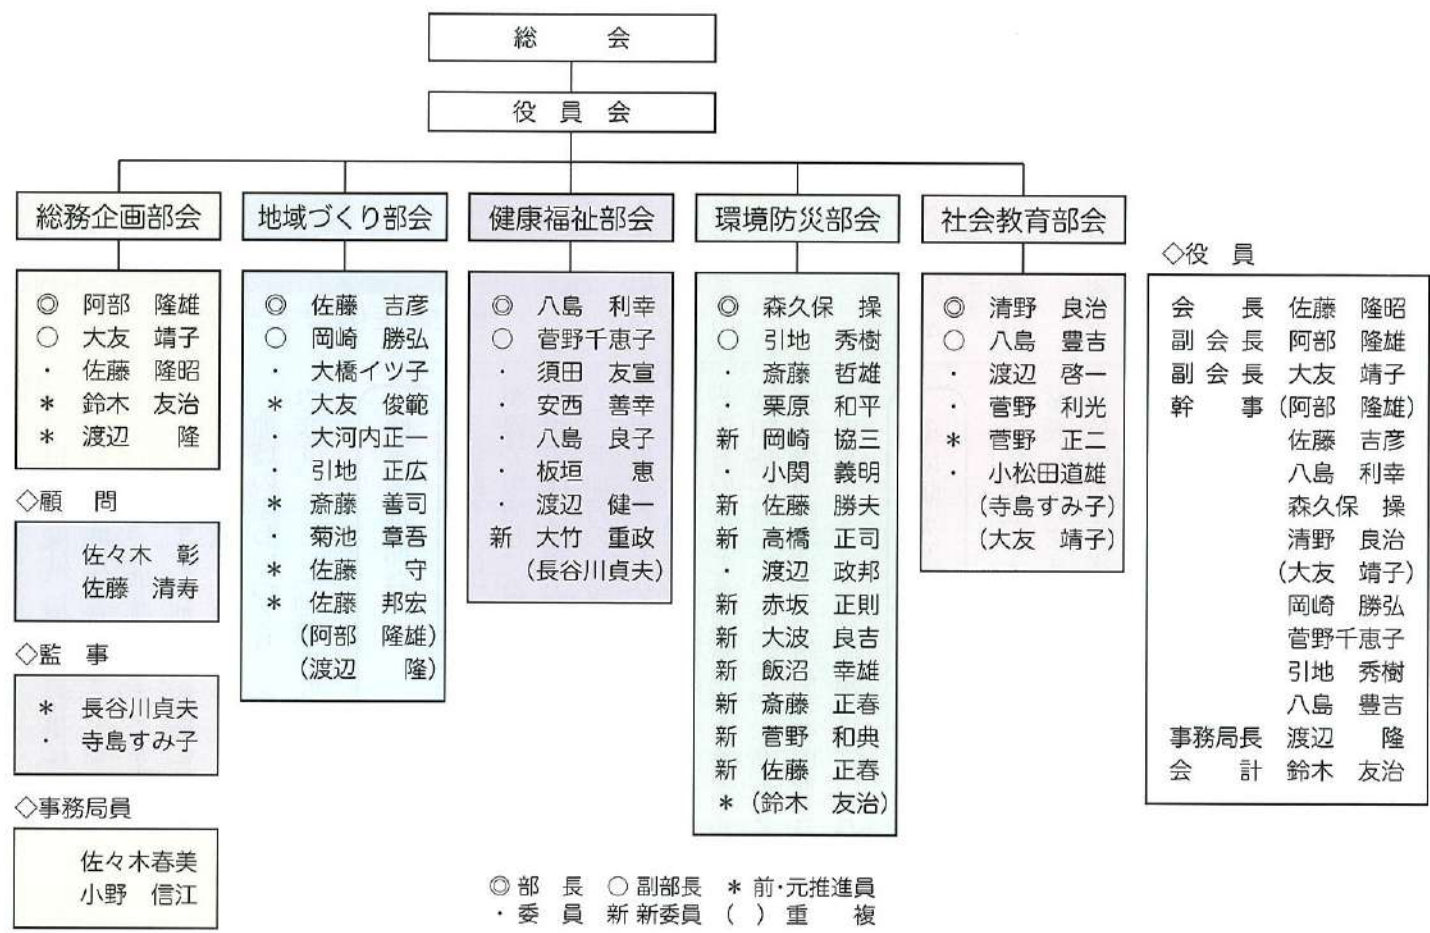 総　会
役員会
総務企画部会
◎ 阿部　隆雄
○ 大友　靖子
・ 佐藤　隆昭
* 鈴木　友治
* 渡辺　隆
◇顧　問
佐々木　彰
佐藤　清寿
◇監　事
* 長谷川貞夫
・ 寺島すみ子
◇事務局員
佐々木春美
小野　信江
地域づくり部会
◎ 佐藤　吉彦
○ 岡崎　勝弘
・ 大橋イツ子
* 大友　俊範
・ 大河内正一
・ 引地　正広
* 斎藤　善司
・ 菊池　章吾
* 佐藤　守
* 佐藤　邦宏
(阿部　隆雄)
(渡辺　隆)
健康福祉部会
◎ 八島　利幸
○ 菅野千恵子
・ 須田　友宣
・ 安西　善幸
・ 八島　良子
・ 板垣　恵
・ 渡辺　健一
新 大竹　重政
(長谷川貞夫)
環境防災部会
◎ 森久保　操
○ 引地　秀樹
・ 斎藤　哲雄
・ 栗原　和平
新 岡崎　協三
・ 小関　義明
新 佐藤　勝夫
新 高橋　正司
・ 渡辺　政邦
新 赤坂　正則
新 大波　良吉
新 飯沼　幸雄
新 斎藤　正春
新 菅野　和典
新 佐藤　正春
* (鈴木　友治)
社会教育部会
◎ 清野　良治
○ 八島　豊吉
・ 渡辺　啓一
・ 菅野　利光
* 菅野　正二
・ 小松田道雄
(寺島すみ子)
(大友　靖子)
◇役　員
会　長 佐藤　隆昭
副会長 阿部　隆雄
副会長 大友　靖子
幹　事 (阿部　隆雄)
佐藤　吉彦
八島　利幸
森久保　操
清野　良治
(大友　靖子)
岡崎　勝弘
菅野千恵子
引地　秀樹
八島　豊吉
事務局長 渡辺　隆
会　計 鈴木　友治
◎ 部　長 ○ 副部長 * 前・元推進員
・ 委　員 新 新委員 (　) 重　複